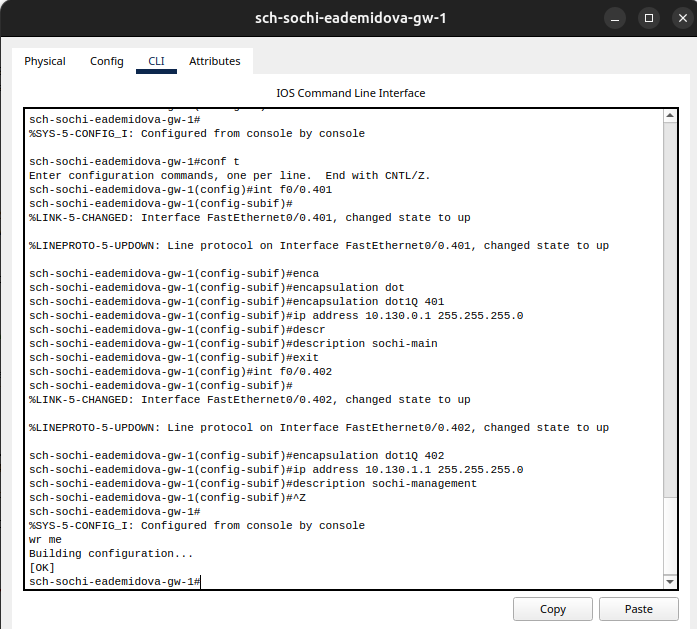 sch-sochi-eademidova-gw-1
Physical Config CLI Attributes
IOS Command Line Interface
sch-sochi-eademidova-gw-1#
%SYS-5-CONFIG_I: Configured from console by console
sch-sochi-eademidova-gw-1#conf t
Enter configuration commands, one per line.  End with CNTL/Z.
sch-sochi-eademidova-gw-1(config)#int f0/0.401
sch-sochi-eademidova-gw-1(config-subif)#
%LINK-5-CHANGED: Interface FastEthernet0/0.401, changed state to up
%LINEPROTO-5-UPDOWN: Line protocol on Interface FastEthernet0/0.401, changed state to up
sch-sochi-eademidova-gw-1(config-subif)#enca
sch-sochi-eademidova-gw-1(config-subif)#encapsulation dot
sch-sochi-eademidova-gw-1(config-subif)#encapsulation dot1Q 401
sch-sochi-eademidova-gw-1(config-subif)#ip address 10.130.0.1 255.255.255.0
sch-sochi-eademidova-gw-1(config-subif)#descr
sch-sochi-eademidova-gw-1(config-subif)#description sochi-main
sch-sochi-eademidova-gw-1(config-subif)#exit
sch-sochi-eademidova-gw-1(config)#int f0/0.402
sch-sochi-eademidova-gw-1(config-subif)#
%LINK-5-CHANGED: Interface FastEthernet0/0.402, changed state to up
%LINEPROTO-5-UPDOWN: Line protocol on Interface FastEthernet0/0.402, changed state to up
sch-sochi-eademidova-gw-1(config-subif)#encapsulation dot1Q 402
sch-sochi-eademidova-gw-1(config-subif)#ip address 10.130.1.1 255.255.255.0
sch-sochi-eademidova-gw-1(config-subif)#description sochi-management
sch-sochi-eademidova-gw-1(config-subif)#^Z
sch-sochi-eademidova-gw-1#
%SYS-5-CONFIG_I: Configured from console by console
wr me
Building configuration...
[OK]
sch-sochi-eademidova-gw-1#
Copy Paste